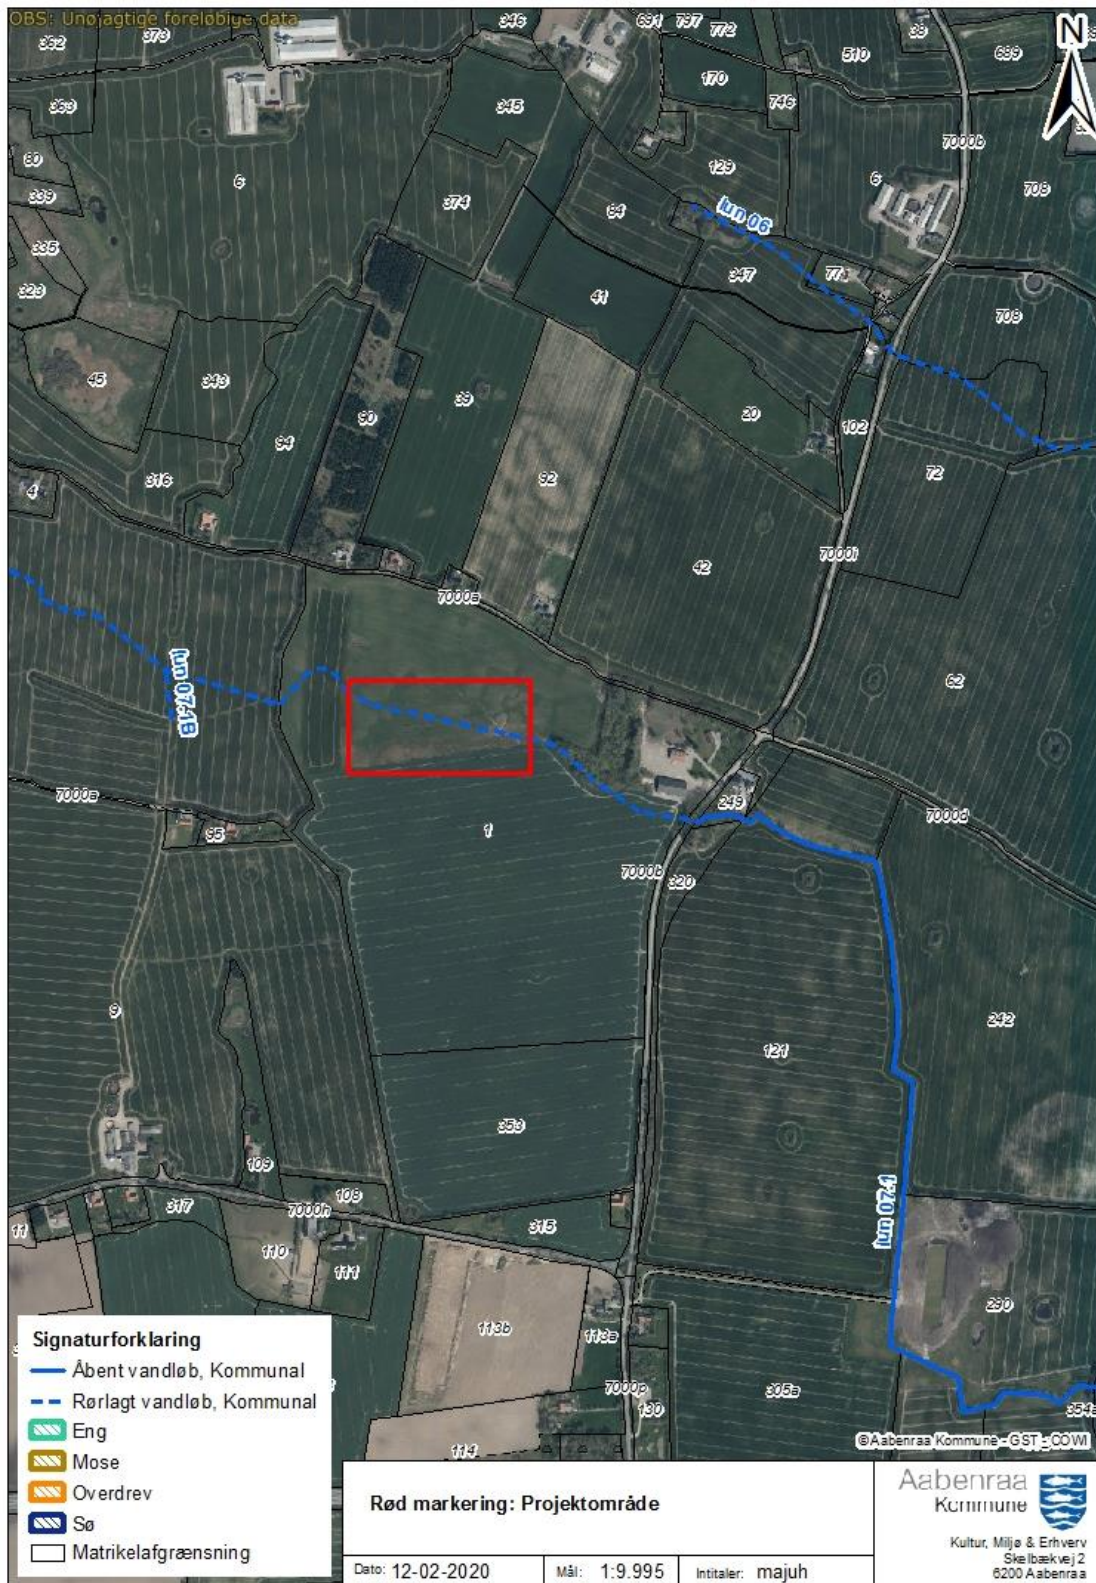 OBS: Unøjagtige foreløbige data
362
373
346
691
797
772
510
38
689
N
363
170
746
345
7000b
80
339
6
129
6
708
374
84
lun 06
335
347
771
323
41
708
45
343
39
20
90
102
94
92
72
316
4
42
7000i
7000a
62
lun 07-1B
7000a
249
7000d
95
1
7000b
320
9
242
121
353
109
108
317
7000h
315
11
110
111
lun 07.1
290
113b
113a
7000p
305a
130
354a
114
©Aabenraa Kommune - GST - COWI
Signaturforklaring
Åbent vandløb, Kommunal
Rørlagt vandløb, Kommunal
Eng
Mose
Overdrev
Sø
Matrikelafgrænsning
Rød markering: Projektområde
Dato: 12-02-2020
Mål: 1:9.995
Intitaler: majuh
Aabenraa
Kommune
Kultur, Miljø & Erhverv
Skelbækvej 2
6200 Aabenraa